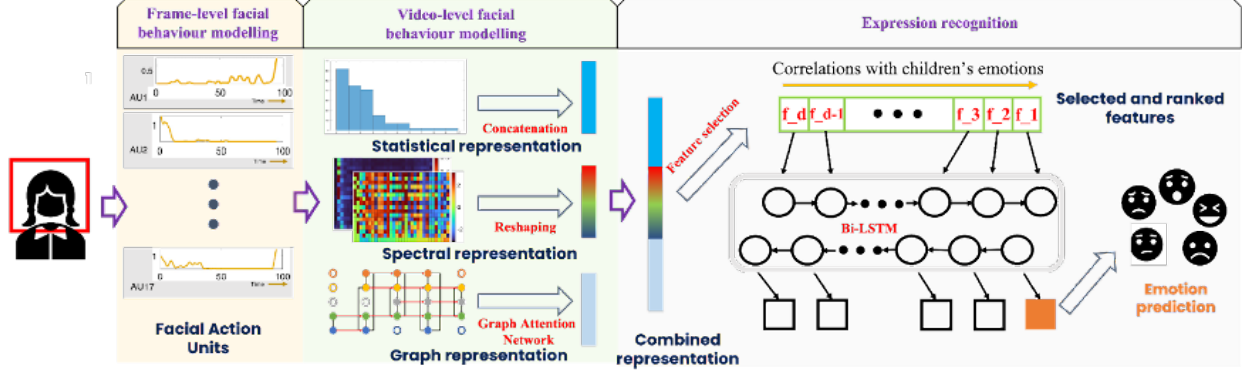 Frame-level facial
behaviour modelling
Video-level facial
behaviour modelling
Expression recognition
0.5
0
50
100
AU1
Time
1
0
50
100
AU2
Time
1
0
50
100
AU17
Time
Facial Action
Units
Concatenation
Statistical representation
Reshaping
Spectral representation
Graph Attention
Network
Graph representation
Combined
representation
Feature selection
Correlations with children's emotions
f_d f_d-1 f_3 f_2 f_1
Selected and ranked
features
Bi-LSTM
Emotion
prediction